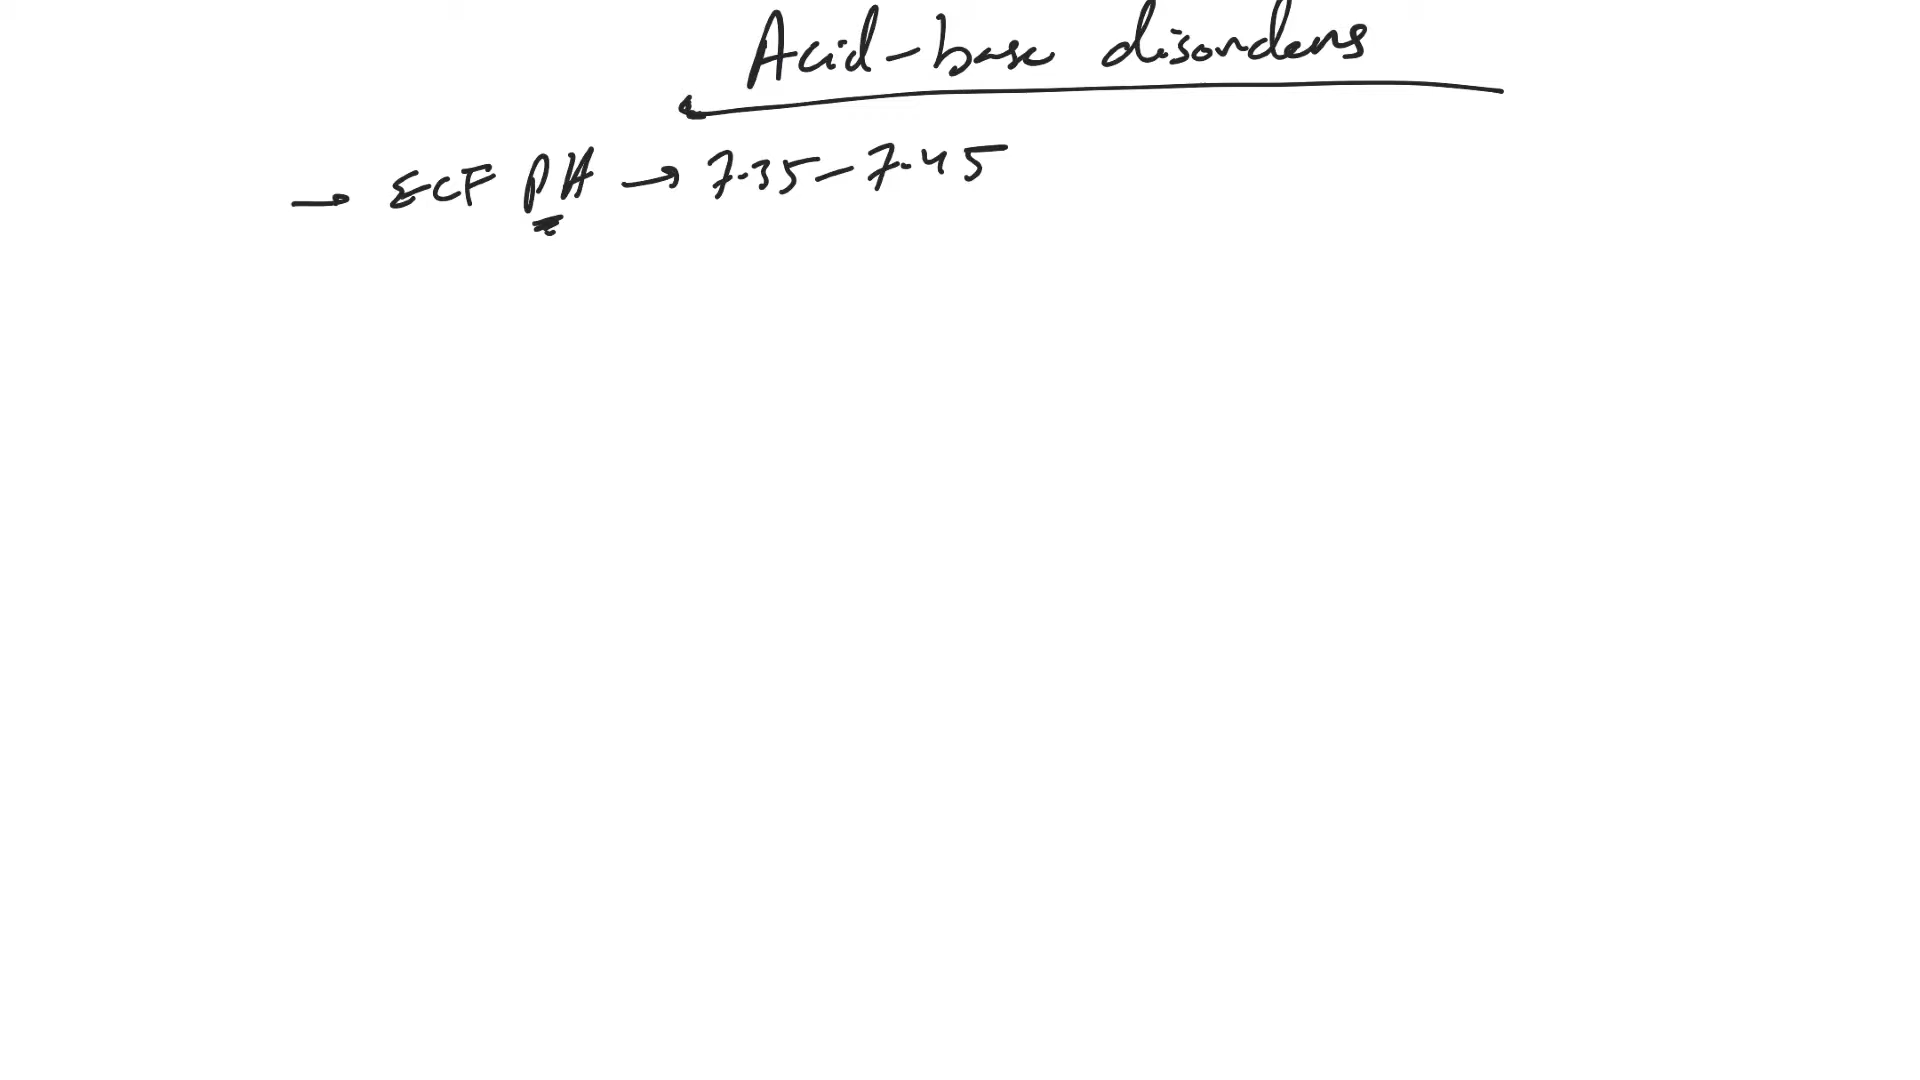 Acid-base disorders
→ ECF PH → 7.35-7.45